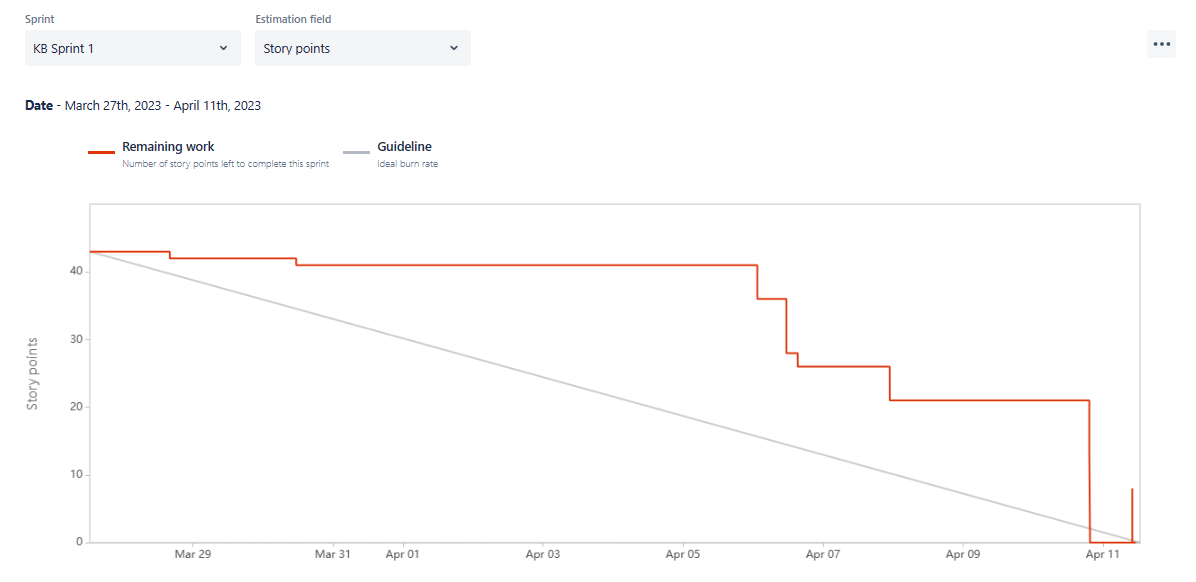 Sprint
Estimation field
KB Sprint 1
Story points
Date - March 27th, 2023 - April 11th, 2023
Remaining work
Number of story points left to complete this sprint
Guideline
Ideal burn rate
Story points
40
30
20
10
0
Mar 29
Mar 31
Apr 01
Apr 03
Apr 05
Apr 07
Apr 09
Apr 11